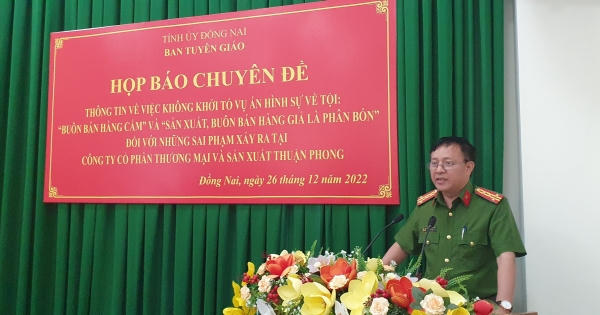 TỈNH ỦY ĐỒNG NAI
BAN TUYÊN GIÁO
HỌP BÁO CHUYÊN ĐỀ
THÔNG TIN VỀ VIỆC KHÔNG KHỞI TỐ VỤ ÁN HÌNH SỰ VỀ TỘI:
“BUÔN BÁN HÀNG CẤM” VÀ “SẢN XUẤT, BUÔN BÁN HÀNG GIẢ LÀ PHÂN BÓN”
ĐỐI VỚI NHỮNG SAI PHẠM XẢY RA TẠI
CÔNG TY CỔ PHẦN THƯƠNG MẠI VÀ SẢN XUẤT THUẬN PHONG
Đồng Nai, ngày 26 tháng 12 năm 2022